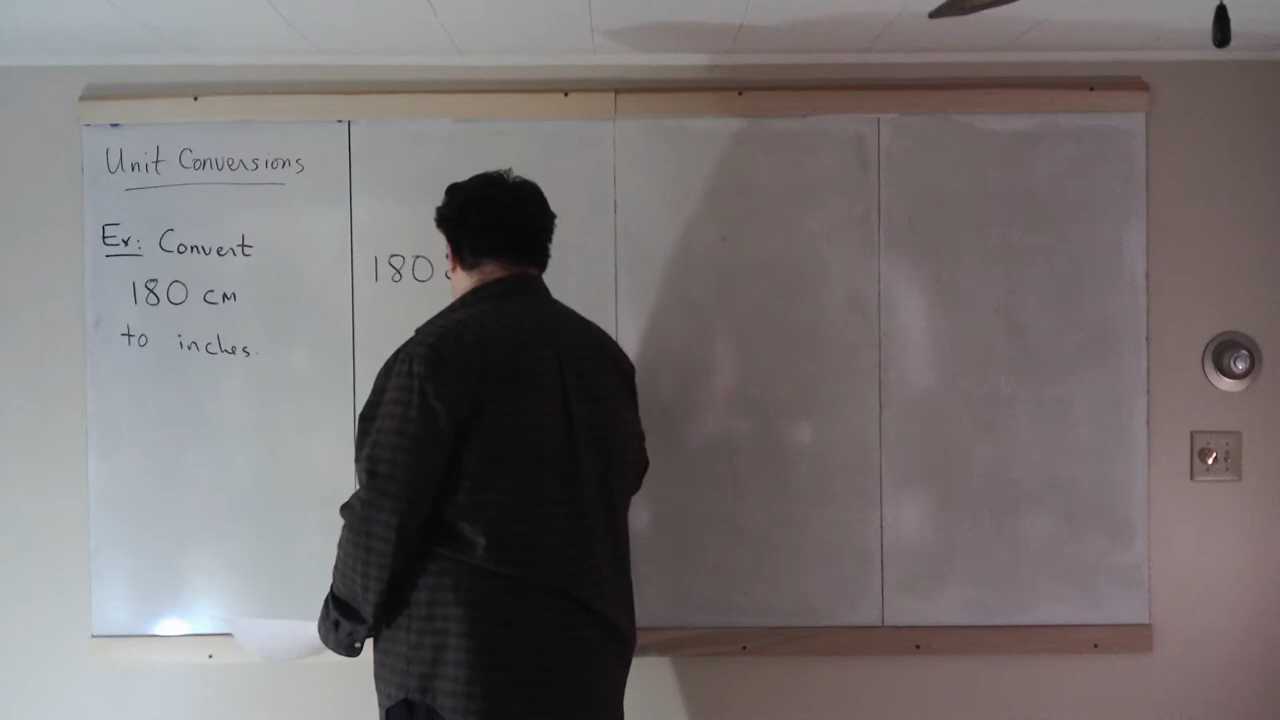 Unit Conversions
Ex: Convert
180 cm
to inches.
180